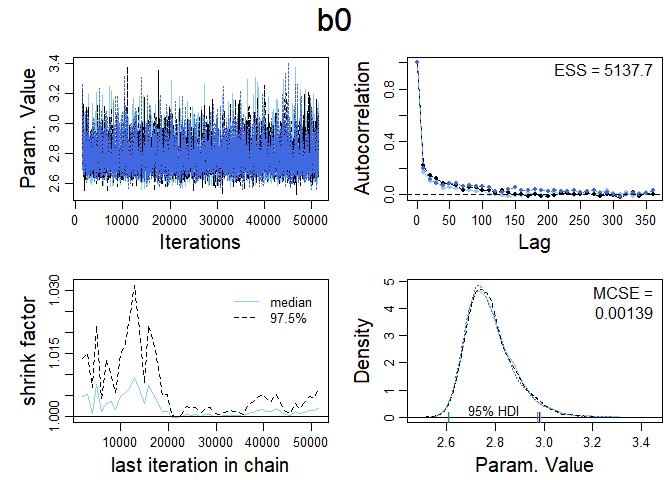 b0
Param. Value
2.6 2.8 3.0 3.2 3.4
0 10000 20000 30000 40000 50000
Iterations
Autocorrelation
0.0 0.4 0.8
ESS = 5137.7
0 50 100 150 200 250 300 350
Lag
shrink factor
1.000 1.015 1.030
median
97.5%
10000 20000 30000 40000 50000
last iteration in chain
Density
0 1 2 3 4 5
MCSE =
0.00139
95% HDI
2.6 2.8 3.0 3.2 3.4
Param. Value